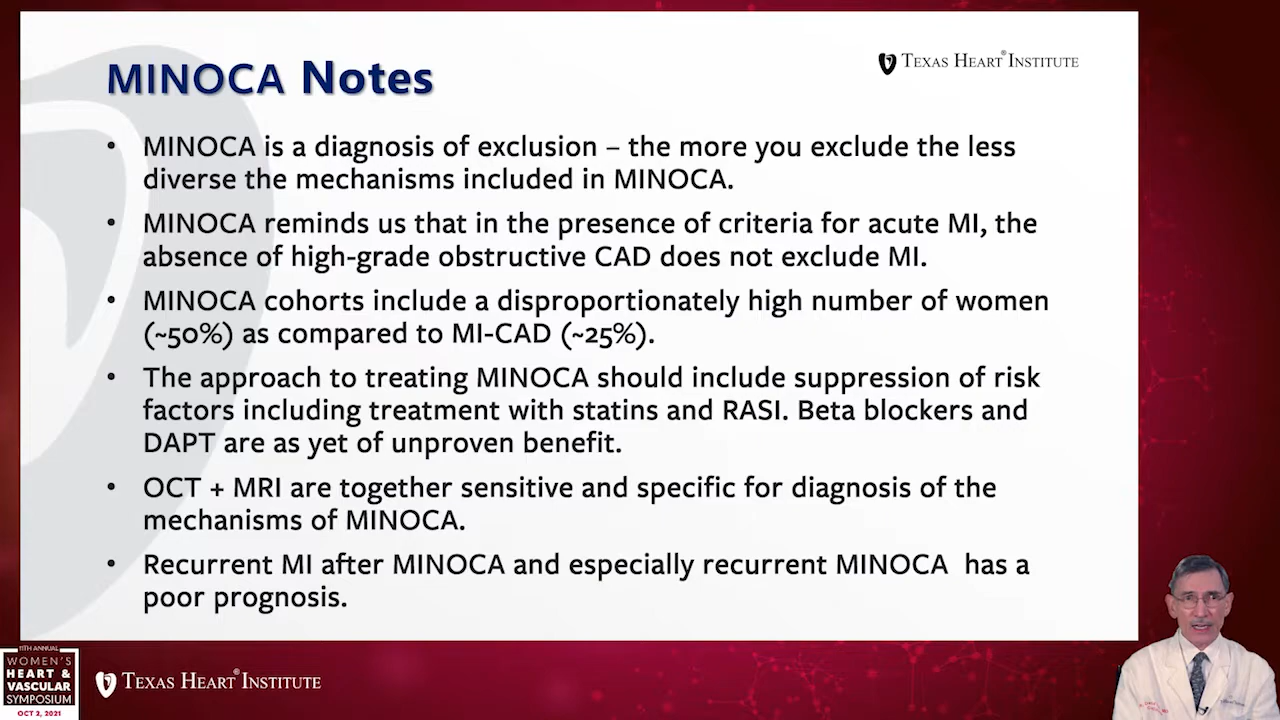 MINOCA Notes
TEXAS HEART® INSTITUTE
• MINOCA is a diagnosis of exclusion – the more you exclude the less
diverse the mechanisms included in MINOCA.
• MINOCA reminds us that in the presence of criteria for acute MI, the
absence of high-grade obstructive CAD does not exclude MI.
• MINOCA cohorts include a disproportionately high number of women
(~50%) as compared to MI-CAD (~25%).
• The approach to treating MINOCA should include suppression of risk
factors including treatment with statins and RASI. Beta blockers and
DAPT are as yet of unproven benefit.
• OCT + MRI are together sensitive and specific for diagnosis of the
mechanisms of MINOCA.
• Recurrent MI after MINOCA and especially recurrent MINOCA has a
poor prognosis.
11TH ANNUAL
WOMEN'S
HEART &
VASCULAR
SYMPOSIUM
OCT 2, 2021
TEXAS HEART® INSTITUTE